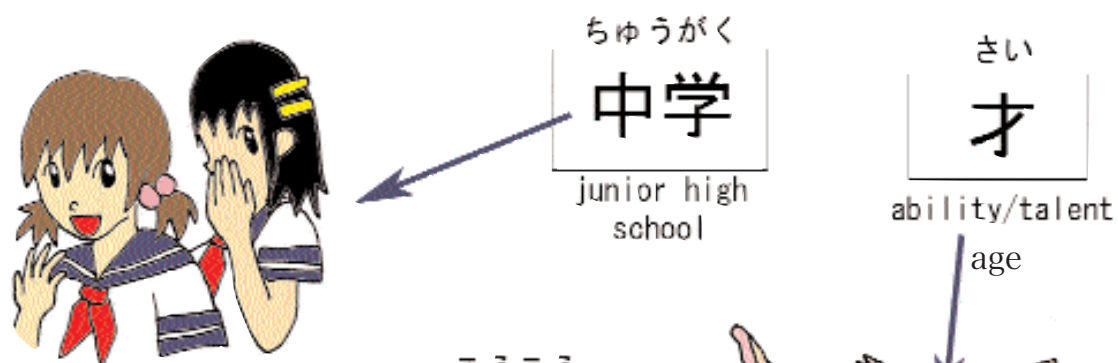 ちゅうがく
中学
junior high
school
さい
才
ability/talent
age